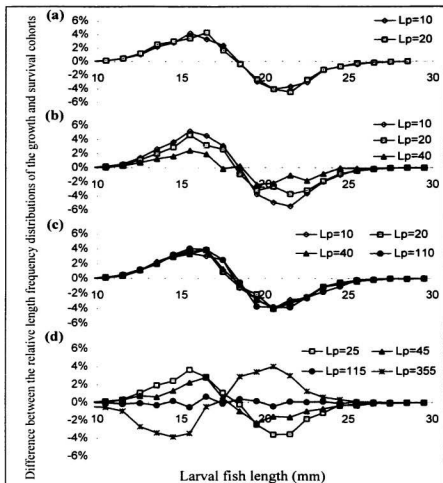 Difference between the relative length frequency distributions of the growth and survival cohorts
(a)
6%
4%
2%
0%
-2%
-4%
-6%
10 15 20 25 30
Lp=10
Lp=20
(b)
6%
4%
2%
0%
-2%
-4%
-6%
10 15 20 25 30
Lp=10
Lp=20
Lp=40
(c)
6%
4%
2%
0%
-2%
-4%
-6%
10 15 20 25 30
Lp=10 Lp=20
Lp=40 Lp=110
(d)
6%
4%
2%
0%
-2%
-4%
-6%
10 15 20 25 30
Lp=25 Lp=45
Lp=115 Lp=355
Larval fish length (mm)